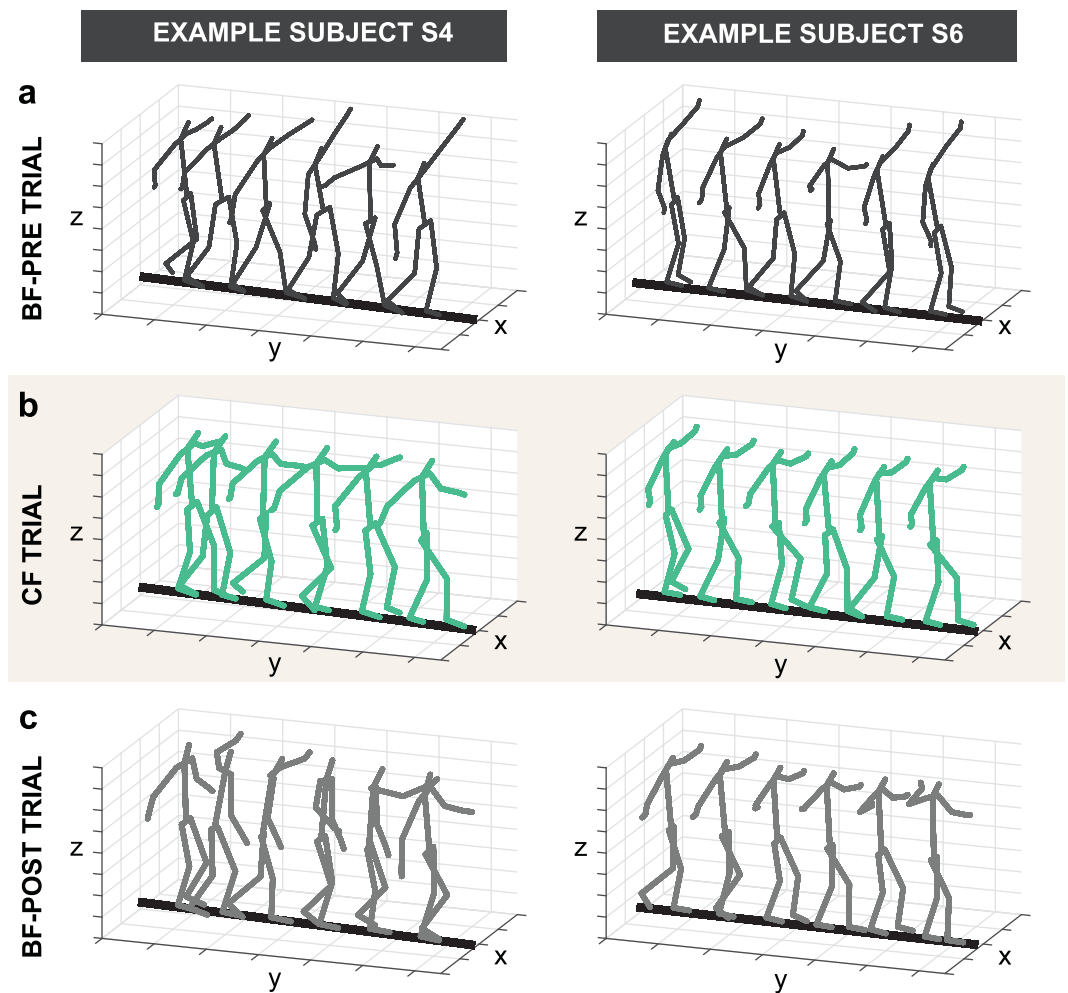 EXAMPLE SUBJECT S4
EXAMPLE SUBJECT S6
a
BF-PRE TRIAL
z
y
x
z
y
x
b
CF TRIAL
z
y
x
z
y
x
c
BF-POST TRIAL
z
y
x
z
y
x